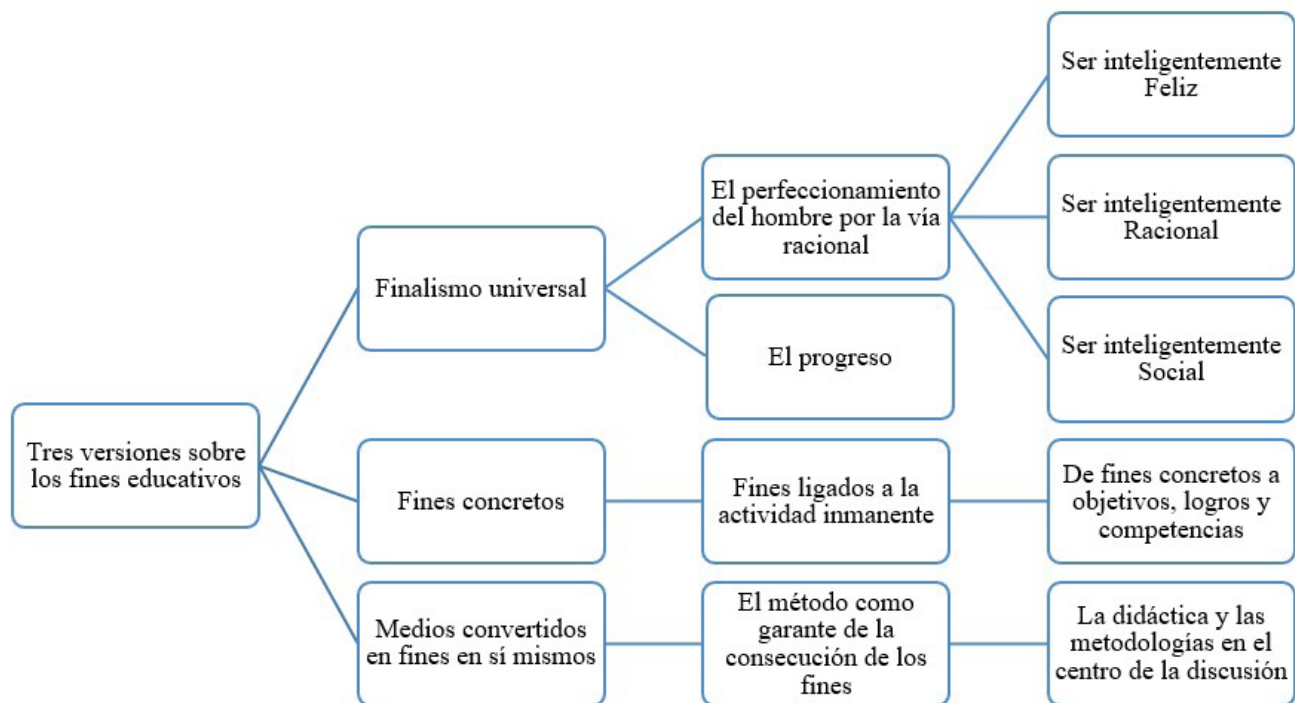 Tres versiones sobre
los fines educativos
Finalismo universal
El perfeccionamiento
del hombre por la vía
racional
Ser inteligentemente
Feliz
Ser inteligentemente
Racional
Ser inteligentemente
Social
El progreso
Fines concretos
Fines ligados a la
actividad inmanente
De fines concretos a
objetivos, logros y
competencias
Medios convertidos
en fines en sí mismos
El método como
garante de la
consecución de los
fines
La didáctica y las
metodologías en el
centro de la discusión